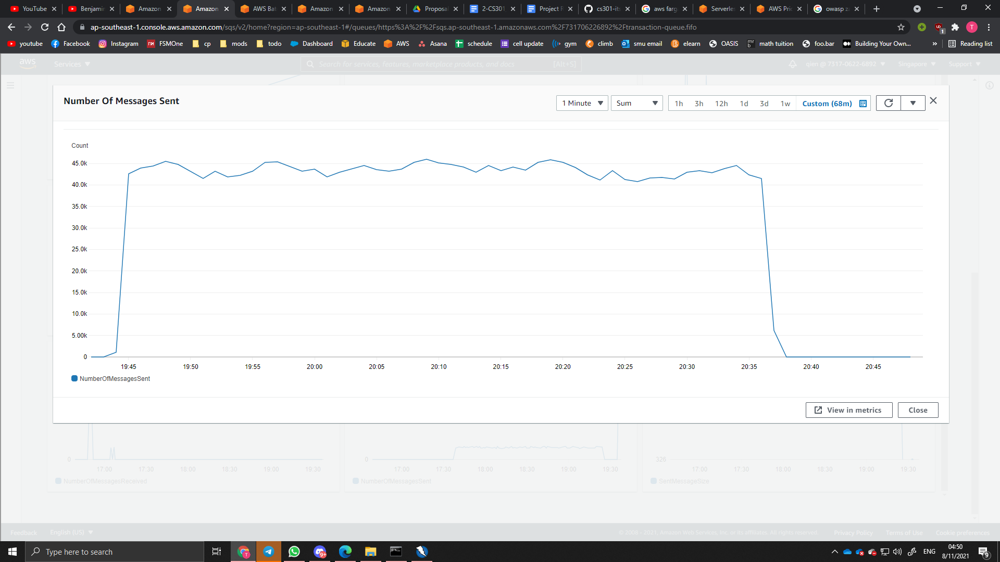 YouTube
Benjamin
Amazon
Amazon
AWS Bat
Amazon
Amazon
Proposal
2-CS301
Project R
cs301-its
aws farg
Serverle
AWS Pric
owasp za
ap-southeast-1.console.aws.amazon.com/sqs/v2/home?region=ap-southeast-1#/queues/https%3A%2F%2Fsqs.ap-southeast-1.amazonaws.com%2F731706226892%2Ftransaction-queue.fifo
1
T
youtube Facebook Instagram FSMOne cp mods todo Dashboard Educate AWS Asana schedule cell update gym climb smu email elearn OASIS math tuition foo.bar Building Your Own... » Reading list
aws Services Search for services, features, marketplace products, and docs [Alt+S] qien @ 7317-0622-6892 Singapore Support
Number Of Messages Sent
1 Minute Sum 1h 3h 12h 1d 3d 1w Custom (68m)
Count
45.0k
40.0k
35.0k
30.0k
25.0k
20.0k
15.0k
10.0k
5.00k
0
19:45 19:50 19:55 20:00 20:05 20:10 20:15 20:20 20:25 20:30 20:35 20:40 20:45
NumberOfMessagesSent
View in metrics Close
0 0 326
17:00 17:30 18:00 18:30 19:00 19:30 17:00 17:30 18:00 18:30 19:00 19:30 17:00 17:30 18:00 18:30 19:00 19:30
NumberOfMessagesReceived NumberOfMessagesSent SentMessageSize
Feedback English (US) © 2008 - 2021, Amazon Web Services, Inc. or its affiliates. All rights reserved. Privacy Policy Terms of Use Cookie preferences
Type here to search
T
9+
ENG
04:50
8/11/2021
9